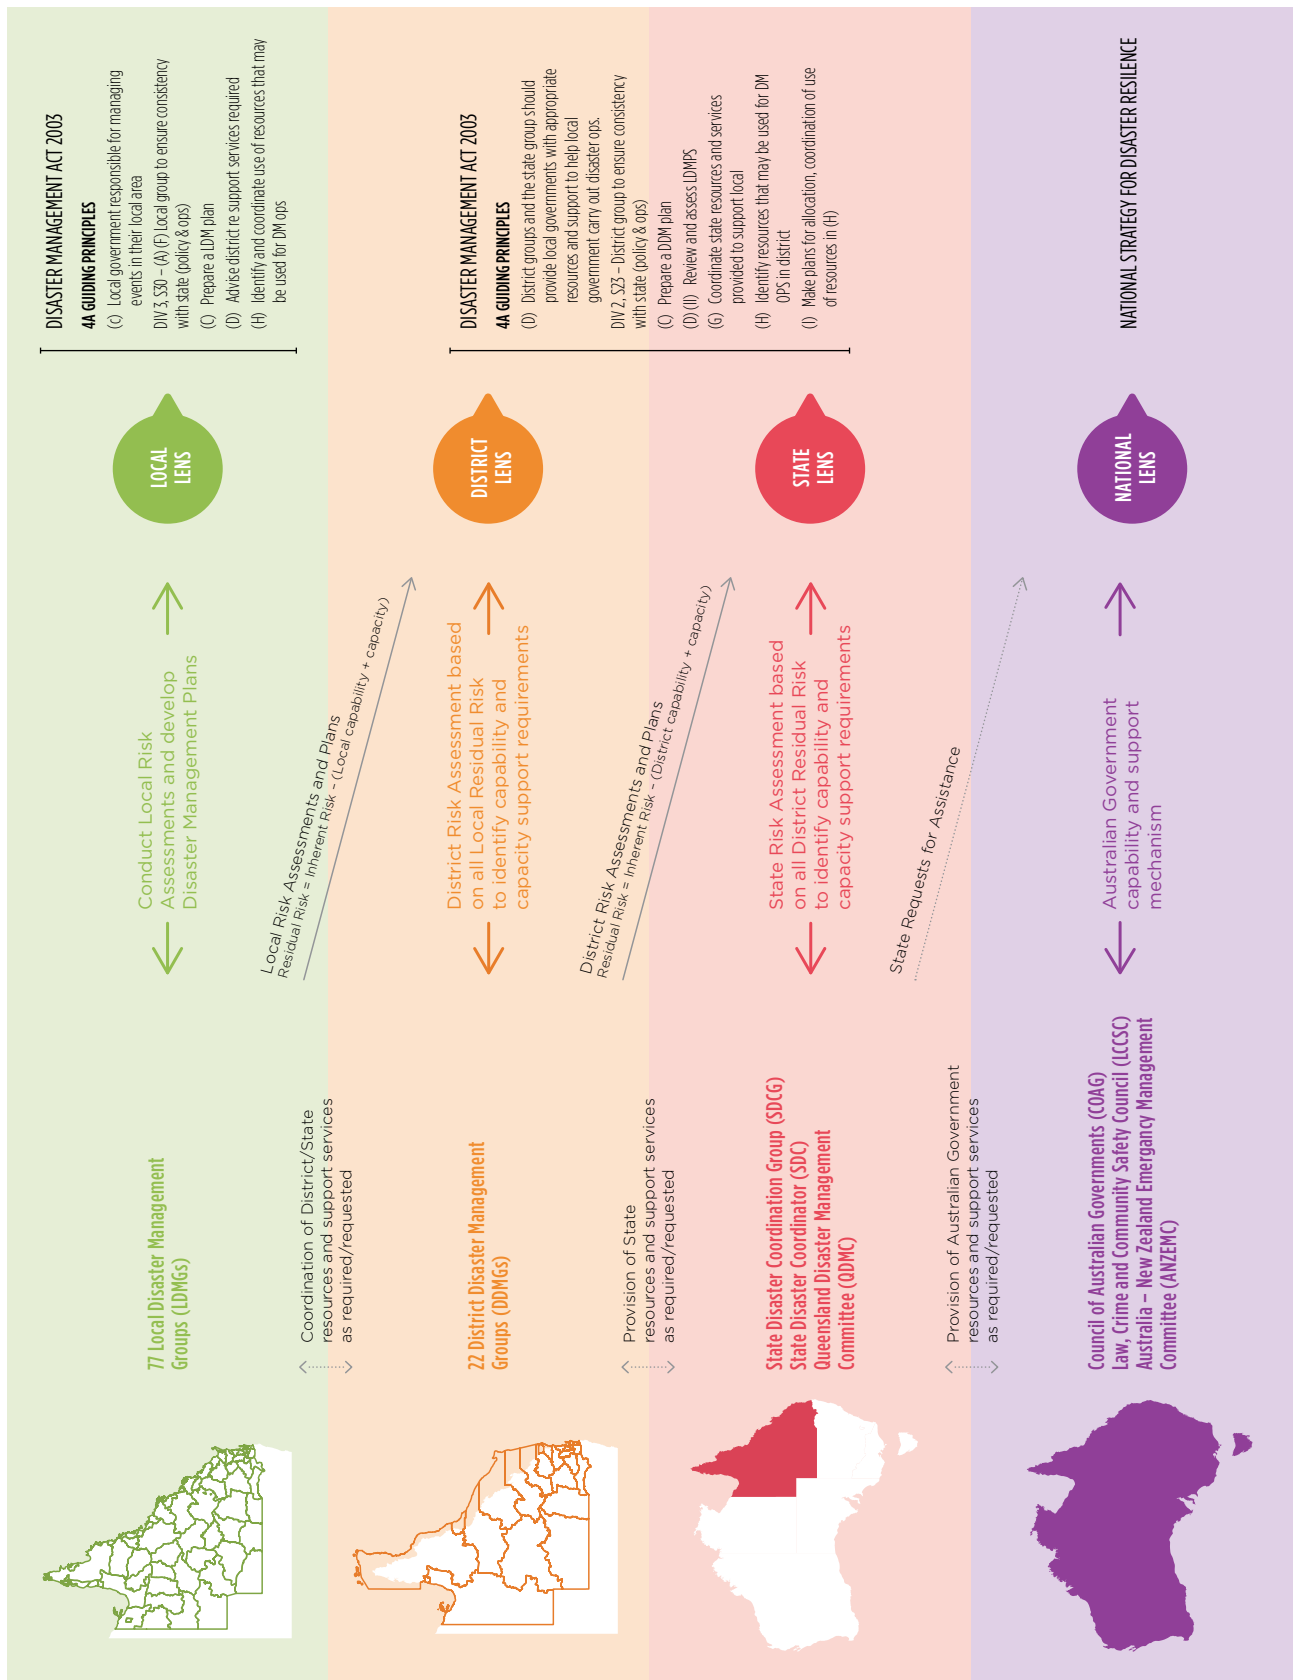 77 Local Disaster Management
Groups (LDMGs)
Conduct Local Risk
Assessments and develop
Disaster Management Plans
LOCAL
LENS
DISASTER MANAGEMENT ACT 2003
4A GUIDING PRINCIPLES
(c) Local government responsible for managing
events in their local area
DIV 3, S30 – (A) (F) Local group to ensure consistency
with state (policy & ops)
(C) Prepare a LDM plan
(D) Advise district re support services required
(H) Identify and coordinate use of resources that may
be used for DM ops
Coordination of District/State
resources and support services
as required/requested
Local Risk Assessments and Plans
Residual Risk = Inherent Risk – (Local capability + capacity)
22 District Disaster Management
Groups (DDMGs)
District Risk Assessment based
on all Local Residual Risk
to identify capability and
capacity support requirements
DISTRICT
LENS
DISASTER MANAGEMENT ACT 2003
4A GUIDING PRINCIPLES
(D) District groups and the state group should
provide local governments with appropriate
resources and support to help local
government carry out disaster ops.
DIV 2, S23 – District group to ensure consistency
with state (policy & ops)
(C) Prepare a DDM plan
(D) (II) Review and assess LDMPS
(G) Coordinate state resources and services
provided to support local
(H) Identify resources that may be used for DM
OPS in district
(I) Make plans for allocation, coordination of use
of resources in (H)
Provision of State
resources and support services
as required/requested
District Risk Assessments and Plans
Residual Risk = Inherent Risk – (District capability + capacity)
State Disaster Coordination Group (SDCG)
State Disaster Coordinator (SDC)
Queensland Disaster Management
Committee (QDMC)
State Risk Assessment based
on all District Residual Risk
to identify capability and
capacity support requirements
STATE
LENS
Provision of Australian Government
resources and support services
as required/requested
State Requests for Assistance
Council of Australian Governments (COAG)
Law, Crime and Community Safety Council (LCCSC)
Australia – New Zealand Emergancy Management
Committee (ANZEMC)
Australian Government
capability and support
mechanism
NATIONAL
LENS
NATIONAL STRATEGY FOR DISASTER RESILENCE